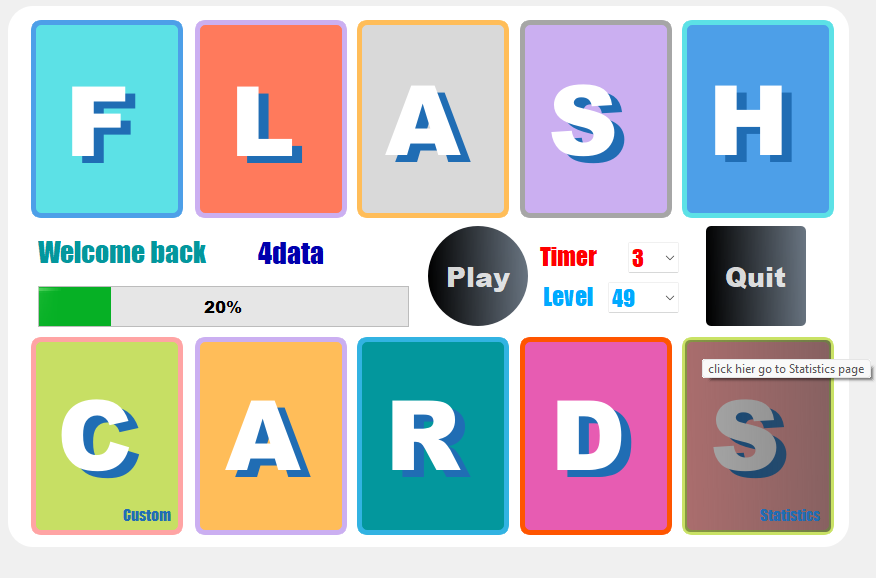 F L A S H
Welcome back 4data
Play
Timer 3
Level 49
Quit
20%
click hier go to Statistics page
C A R D S
Custom
Statistics